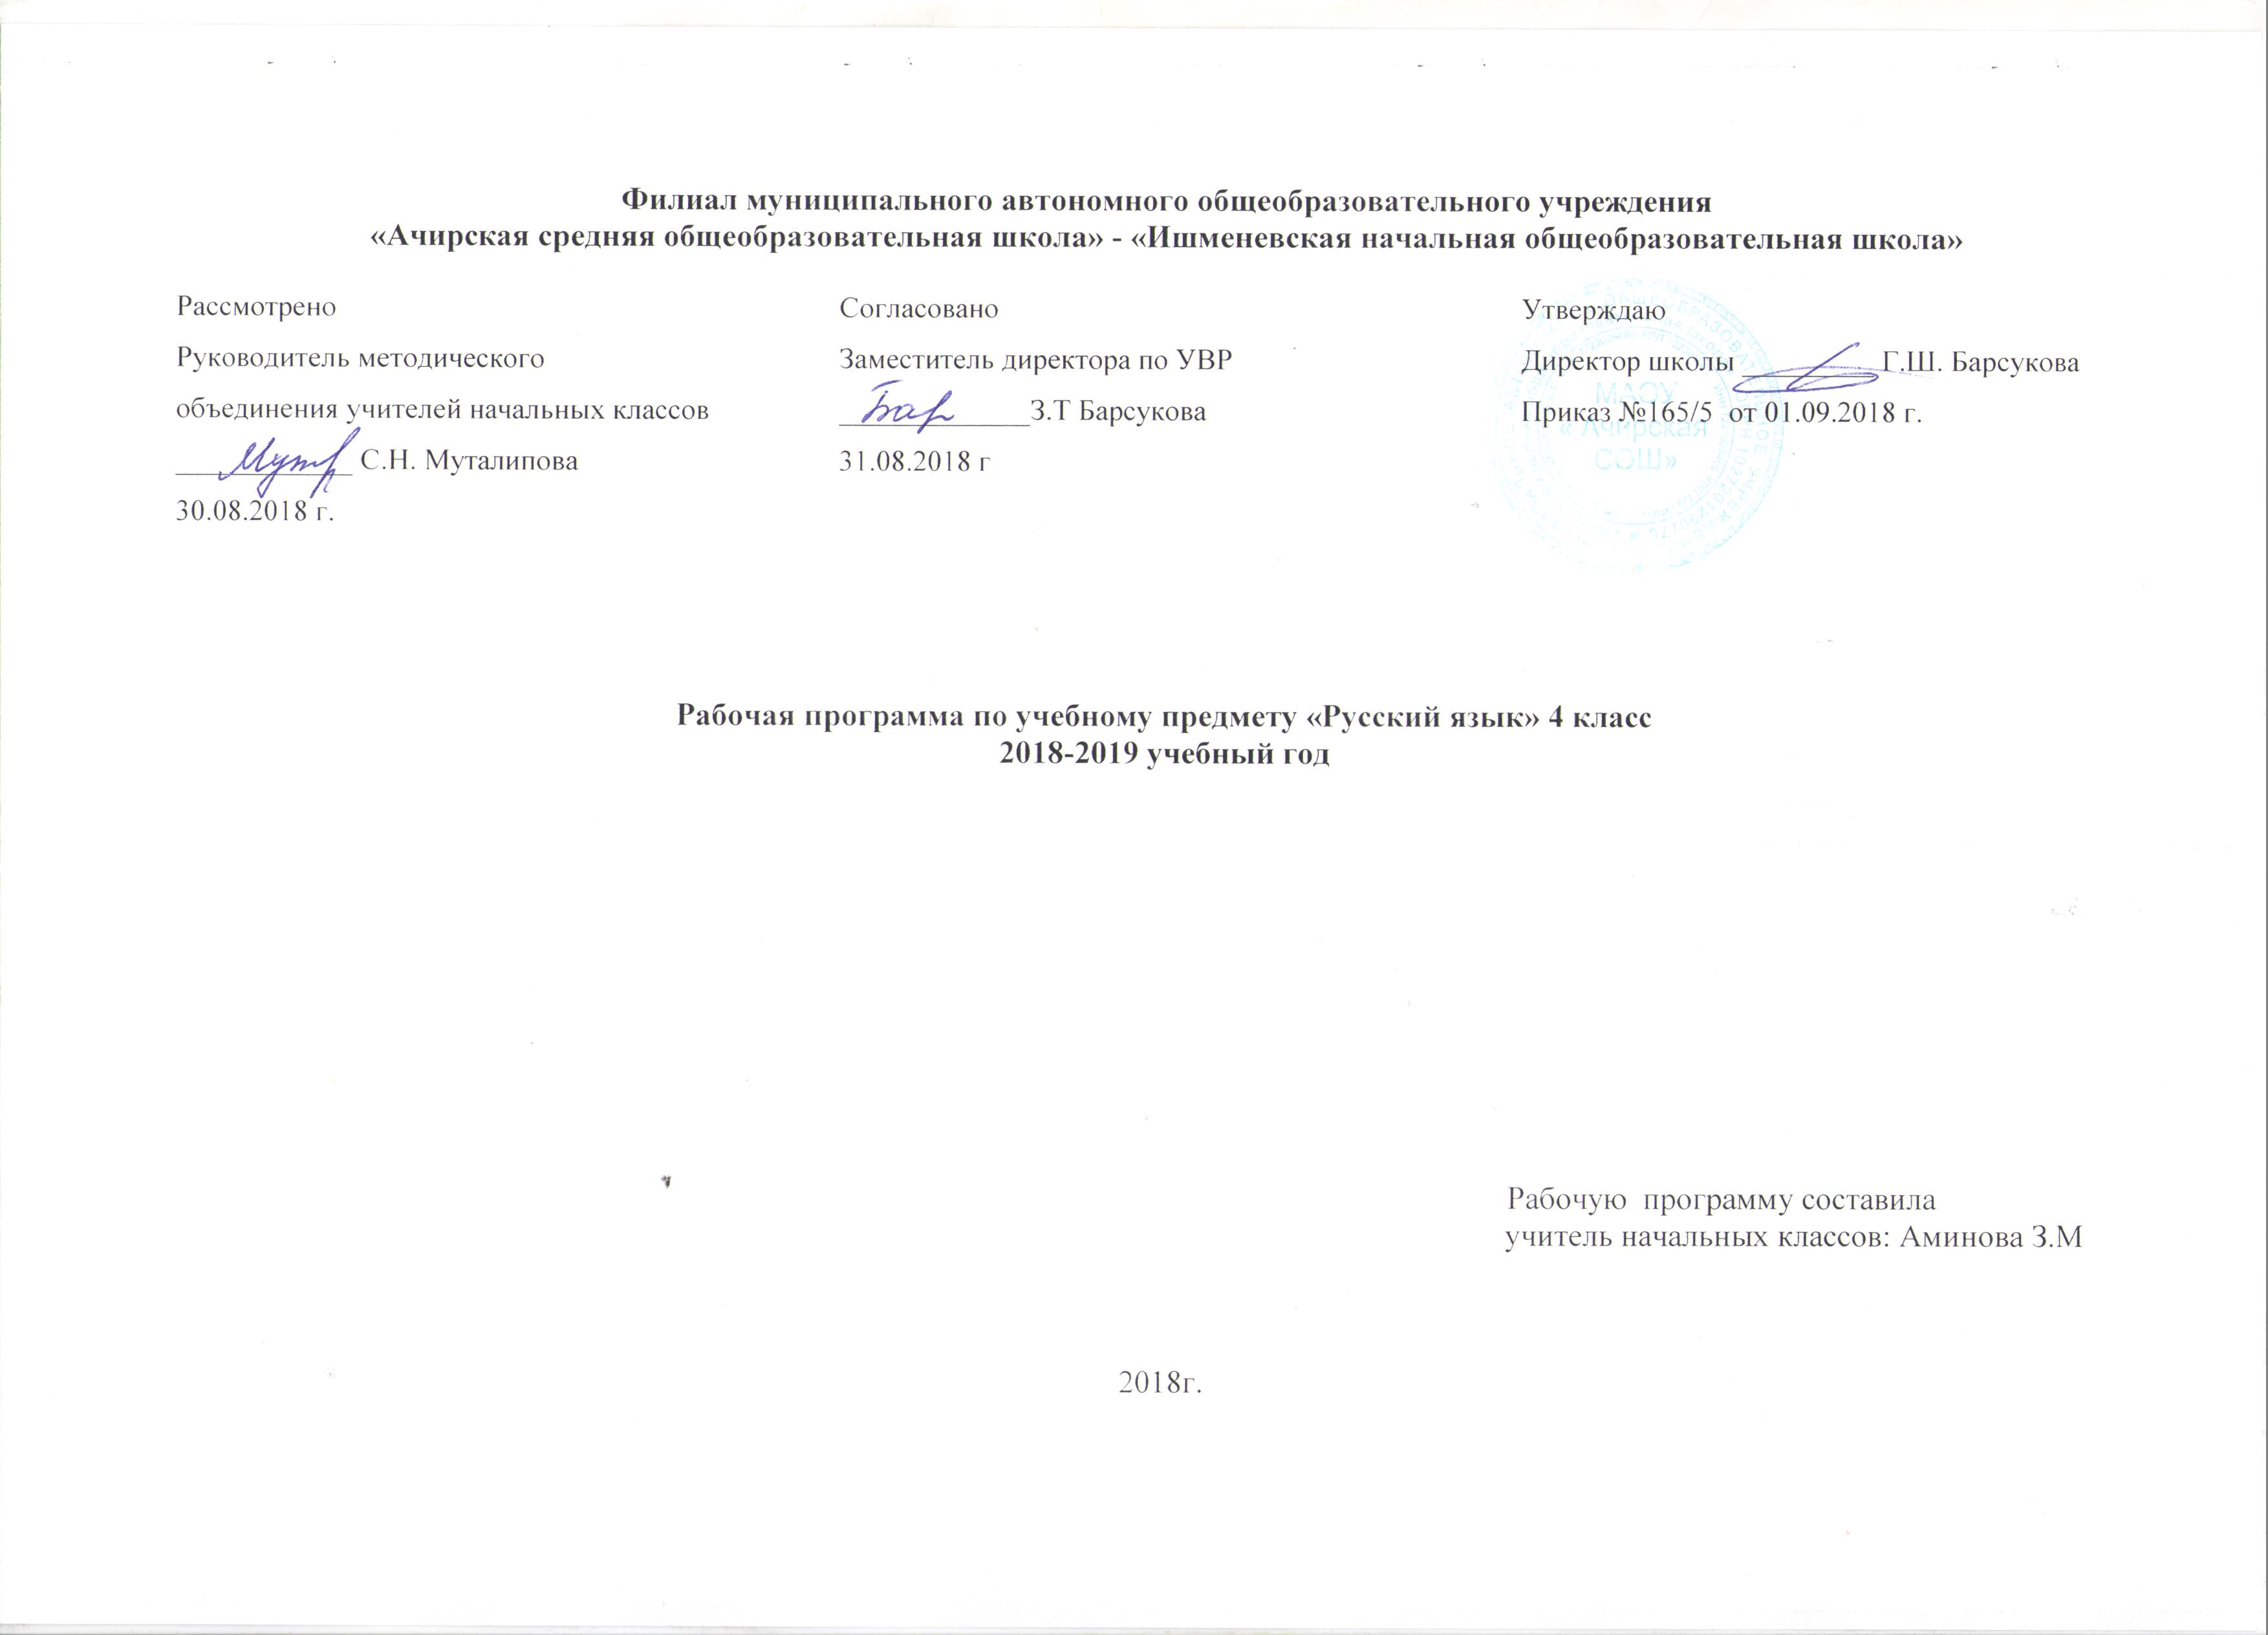 Филиал муниципального автономного общеобразовательного учреждения
«Ачирская средняя общеобразовательная школа» - «Ишменевская начальная общеобразовательная школа»
Рассмотрено
Руководитель методического
объединения учителей начальных классов
____________ С.Н. Муталипова
30.08.2018 г.
Согласовано
Заместитель директора по УВР
_____________З.Т Барсукова
31.08.2018 г
Утверждаю
Директор школы __________Г.Ш. Барсукова
Приказ №165/5 от 01.09.2018 г.
МАОУ
« Ачирская
СОШ»
Рабочая программа по учебному предмету «Русский язык» 4 класс
2018-2019 учебный год
Рабочую программу составила
учитель начальных классов: Аминова З.М
2018г.